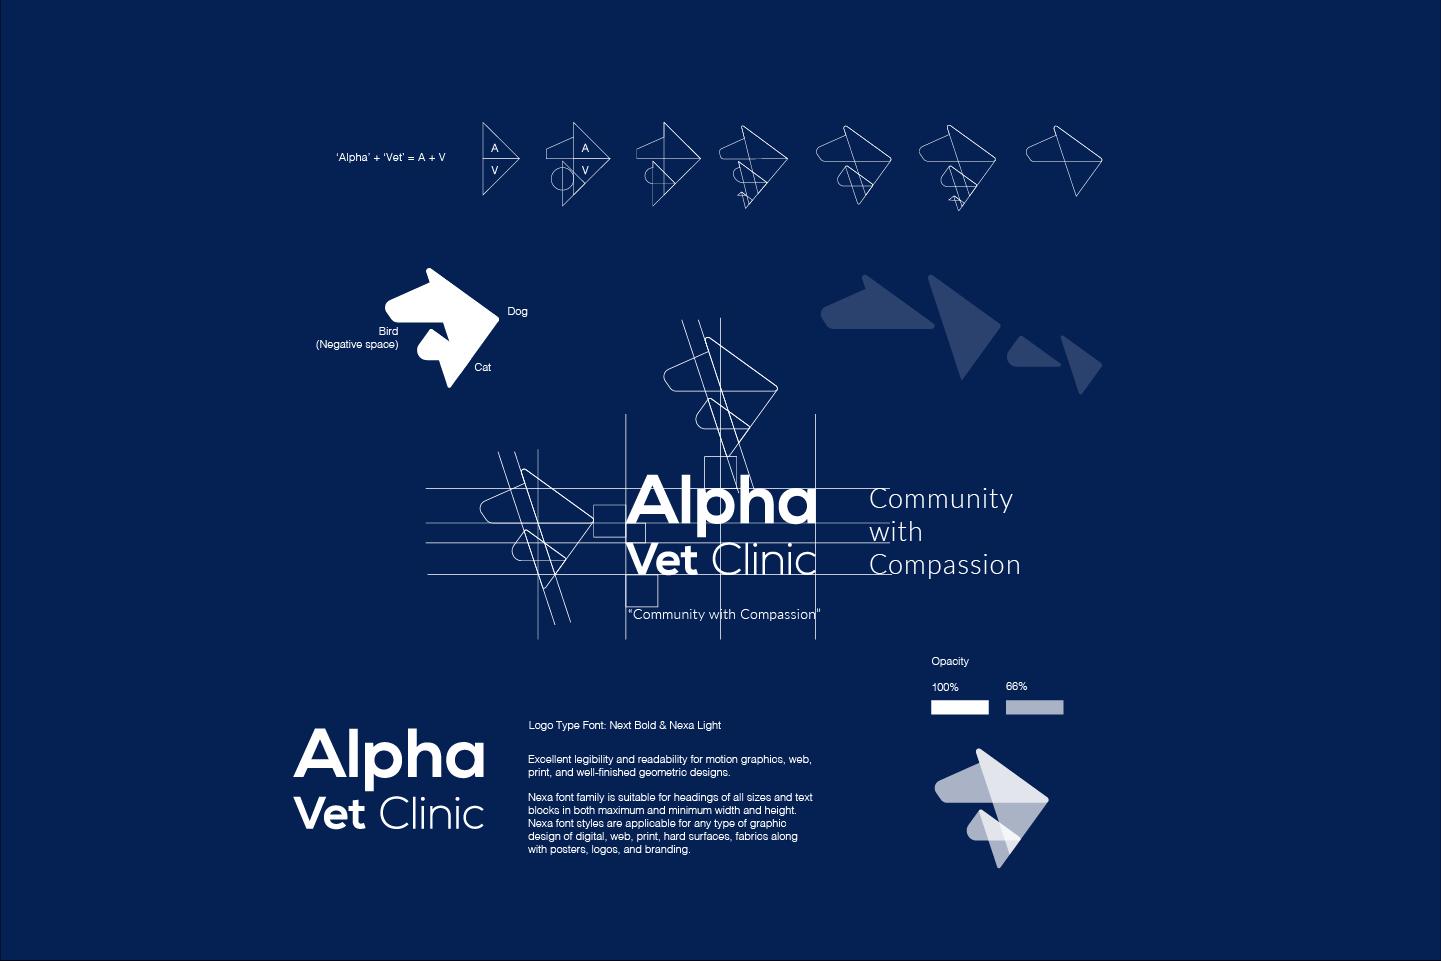 ‘Alpha’ + ‘Vet’ = A + V
A
V
A
V
Dog
Bird
(Negative space)
Cat
Alpha
Vet Clinic
“Community with Compassion”
Community
with
Compassion
Opacity
100%
66%
Alpha
Vet Clinic
Logo Type Font: Next Bold & Nexa Light
Excellent legibility and readability for motion graphics, web,
print, and well-finished geometric designs.
Nexa font family is suitable for headings of all sizes and text
blocks in both maximum and minimum width and height.
Nexa font styles are applicable for any type of graphic
design of digital, web, print, hard surfaces, fabrics along
with posters, logos, and branding.